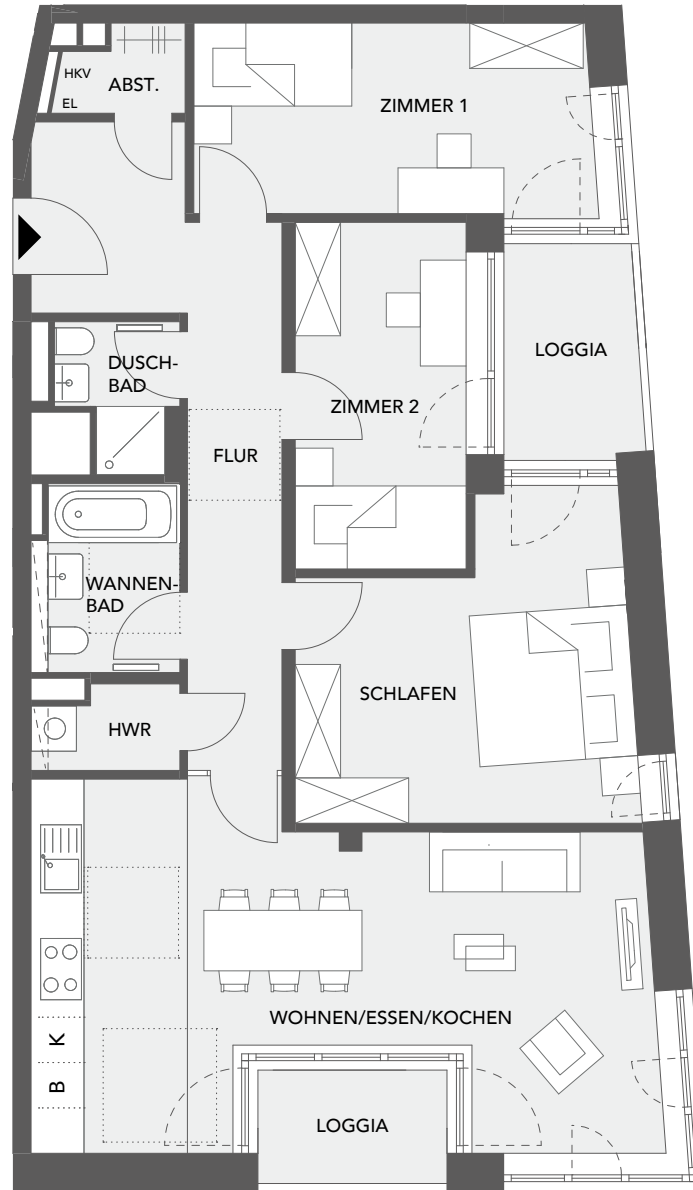 HKV
ABST.
EL
ZIMMER 1
LOGGIA
DUSCH-
BAD
ZIMMER 2
FLUR
WANNEN-
BAD
SCHLAFEN
HWR
WOHNEN/ESSEN/KOCHEN
K
B
LOGGIA